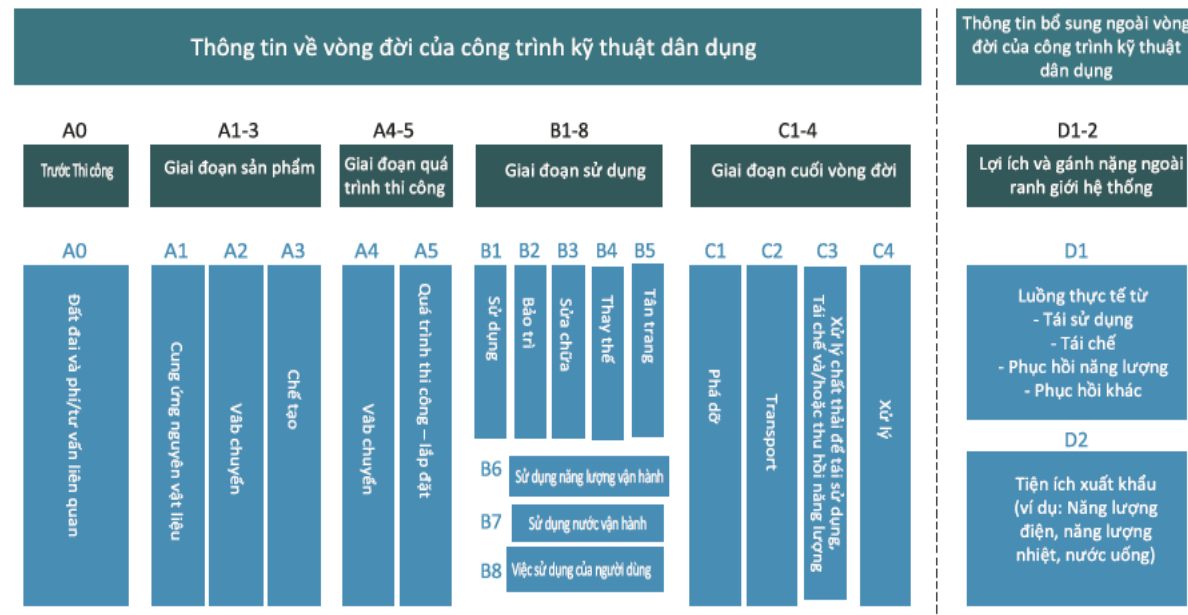 Thông tin về vòng đời của công trình kỹ thuật dân dụng
Thông tin bổ sung ngoài vòng
đời của công trình kỹ thuật
dân dụng
A0
A1-3
A4-5
B1-8
C1-4
D1-2
Trước Thi công
Giai đoạn sản phẩm
Giai đoạn quá
trình thi công
Giai đoạn sử dụng
Giai đoạn cuối vòng đời
Lợi ích và gánh nặng ngoài
ranh giới hệ thống
A0
Đất đai và phí/tư vấn liên quan
A1
Cung ứng nguyên vật liệu
A2
Vâb chuyển
A3
Chế tạo
A4
Vâb chuyển
A5
Quá trình thi công – lắp đặt
B1
Sử dụng
B2
Bảo trì
B3
Sửa chữa
B4
Thay thế
B5
Tân trang
B6
Sử dụng năng lượng vận hành
B7
Sử dụng nước vận hành
B8
Việc sử dụng của người dùng
C1
Phá dỡ
C2
Transport
C3
Xử lý chất thải để tái sử dụng,
Tái chế và/hoặc thu hồi năng lượng
C4
Xử lý
D1
Luồng thực tế từ
- Tái sử dụng
- Tái chế
- Phục hồi năng lượng
- Phục hồi khác
D2
Tiện ích xuất khẩu
(ví dụ: Năng lượng
điện, năng lượng
nhiệt, nước uống)